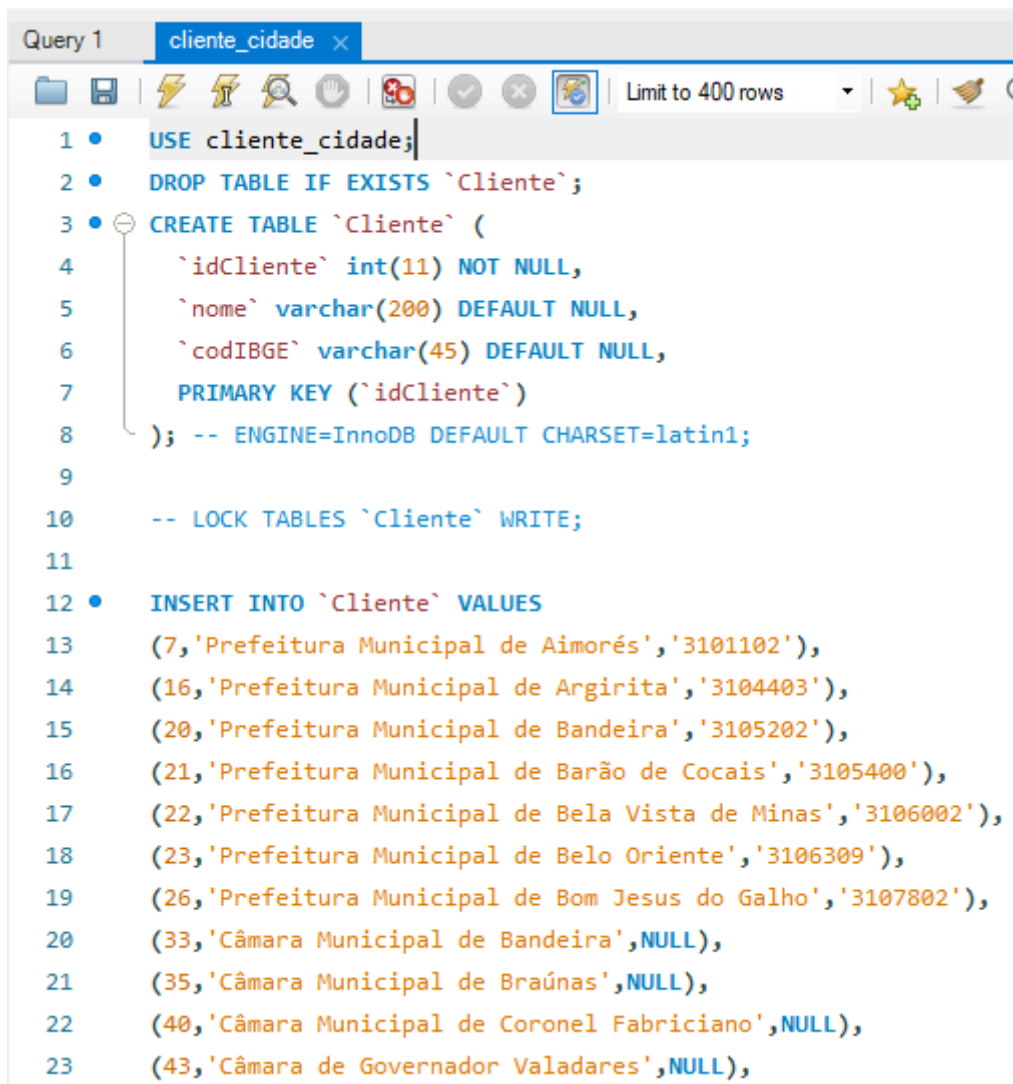 Query 1 cliente_cidade ×
Limit to 400 rows
1 USE cliente_cidade;
2 DROP TABLE IF EXISTS `Cliente`;
3 CREATE TABLE `Cliente` (
4 `idCliente` int(11) NOT NULL,
5 `nome` varchar(200) DEFAULT NULL,
6 `codIBGE` varchar(45) DEFAULT NULL,
7 PRIMARY KEY (`idCliente`)
8 ); -- ENGINE=InnoDB DEFAULT CHARSET=latin1;
9
10 -- LOCK TABLES `Cliente` WRITE;
11
12 INSERT INTO `Cliente` VALUES
13 (7,'Prefeitura Municipal de Aimorés','3101102'),
14 (16,'Prefeitura Municipal de Argirita','3104403'),
15 (20,'Prefeitura Municipal de Bandeira','3105202'),
16 (21,'Prefeitura Municipal de Barão de Cocais','3105400'),
17 (22,'Prefeitura Municipal de Bela Vista de Minas','3106002'),
18 (23,'Prefeitura Municipal de Belo Oriente','3106309'),
19 (26,'Prefeitura Municipal de Bom Jesus do Galho','3107802'),
20 (33,'Câmara Municipal de Bandeira',NULL),
21 (35,'Câmara Municipal de Braúnas',NULL),
22 (40,'Câmara Municipal de Coronel Fabriciano',NULL),
23 (43,'Câmara de Governador Valadares',NULL),